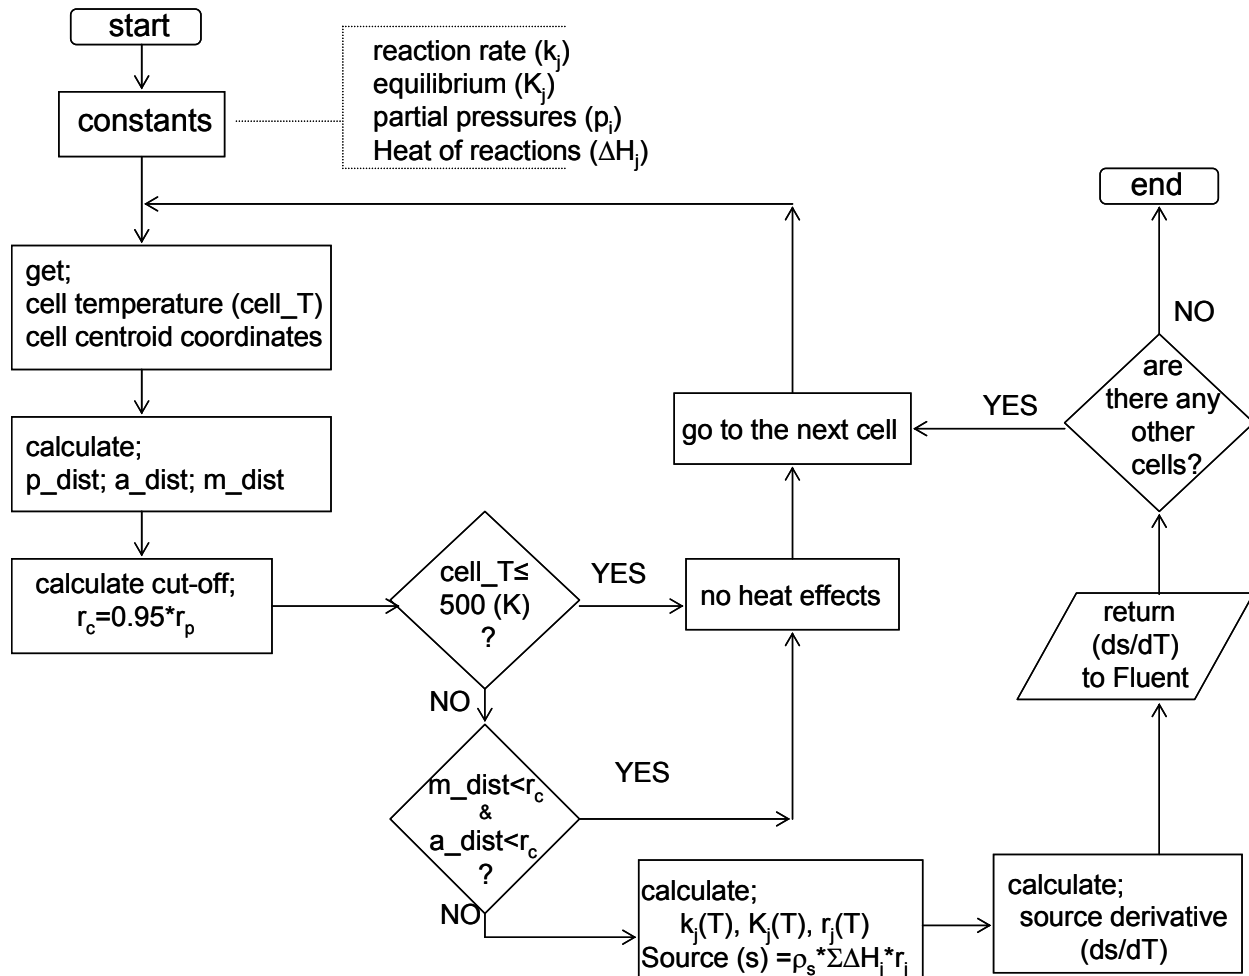 start
constants
reaction rate (kj)
equilibrium (Kj)
partial pressures (pi)
Heat of reactions (ΔHj)
get;
cell temperature (cell_T)
cell centroid coordinates
calculate;
p_dist; a_dist; m_dist
calculate cut-off;
rc=0.95*rp
cell_T≤
500 (K)
?
YES
no heat effects
go to the next cell
NO
m_dist<rc
&
a_dist<rc
?
YES
NO
calculate;
kj(T), Kj(T), rj(T)
Source (s) =ρs*ΣΔHj*rj
calculate;
source derivative
(ds/dT)
return
(ds/dT)
to Fluent
are
there any
other
cells?
YES
NO
end